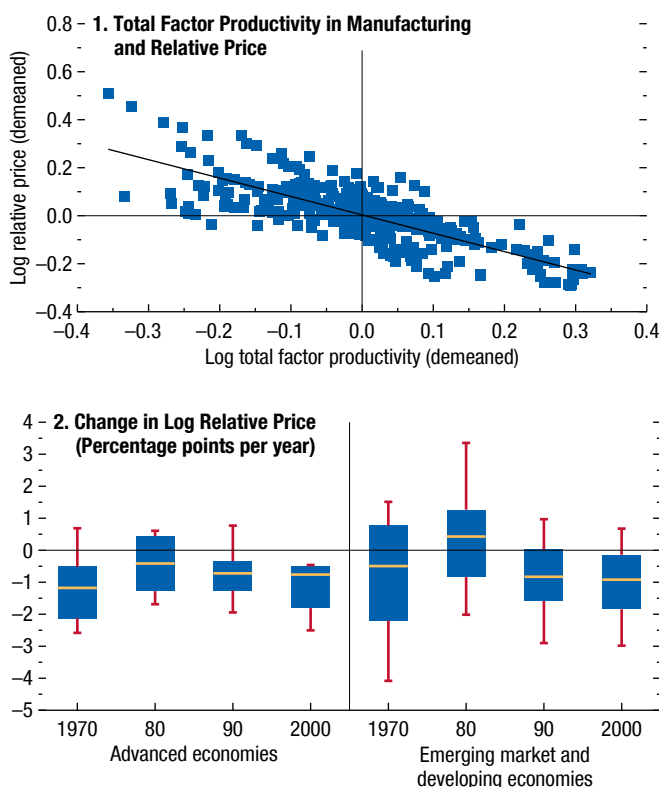 1. Total Factor Productivity in Manufacturing
and Relative Price
Log relative price (demeaned)
0.8
0.6
0.4
0.2
0.0
−0.2
−0.4
−0.4 −0.3 −0.2 −0.1 0.0 0.1 0.2 0.3 0.4
Log total factor productivity (demeaned)
2. Change in Log Relative Price
(Percentage points per year)
4
3
2
1
0
−1
−2
−3
−4
−5
1970 80 90 2000 1970 80 90 2000
Advanced economies
Emerging market and
developing economies